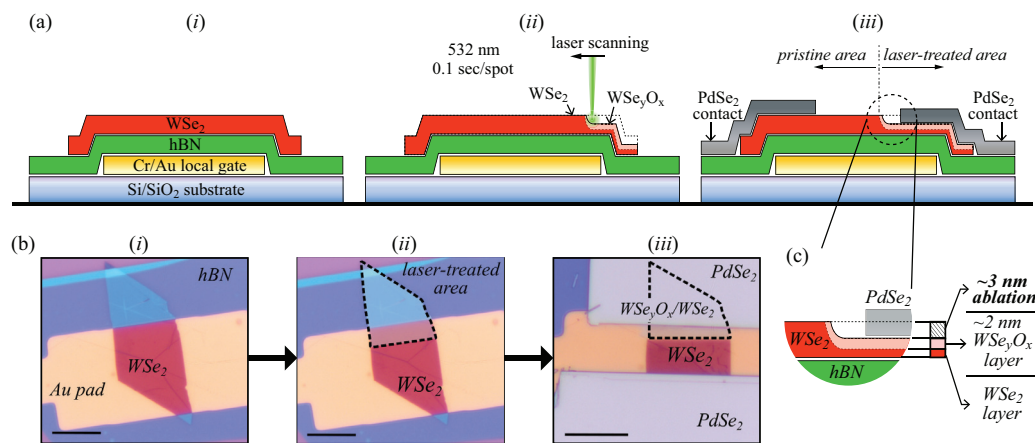 (a)
(i)
(ii)
(iii)
532 nm
0.1 sec/spot
laser scanning
WSe2
WSeyOx
pristine area
laser-treated area
PdSe2
contact
PdSe2
contact
WSe2
hBN
Cr/Au local gate
Si/SiO2 substrate
(b)
(i)
(ii)
(iii)
(c)
hBN
WSe2
Au pad
laser-treated
area
WSe2
PdSe2
WSeyOx/WSe2
WSe2
PdSe2
PdSe2
WSe2
hBN
~3 nm
ablation
~2 nm
WSeyOx
layer
WSe2
layer